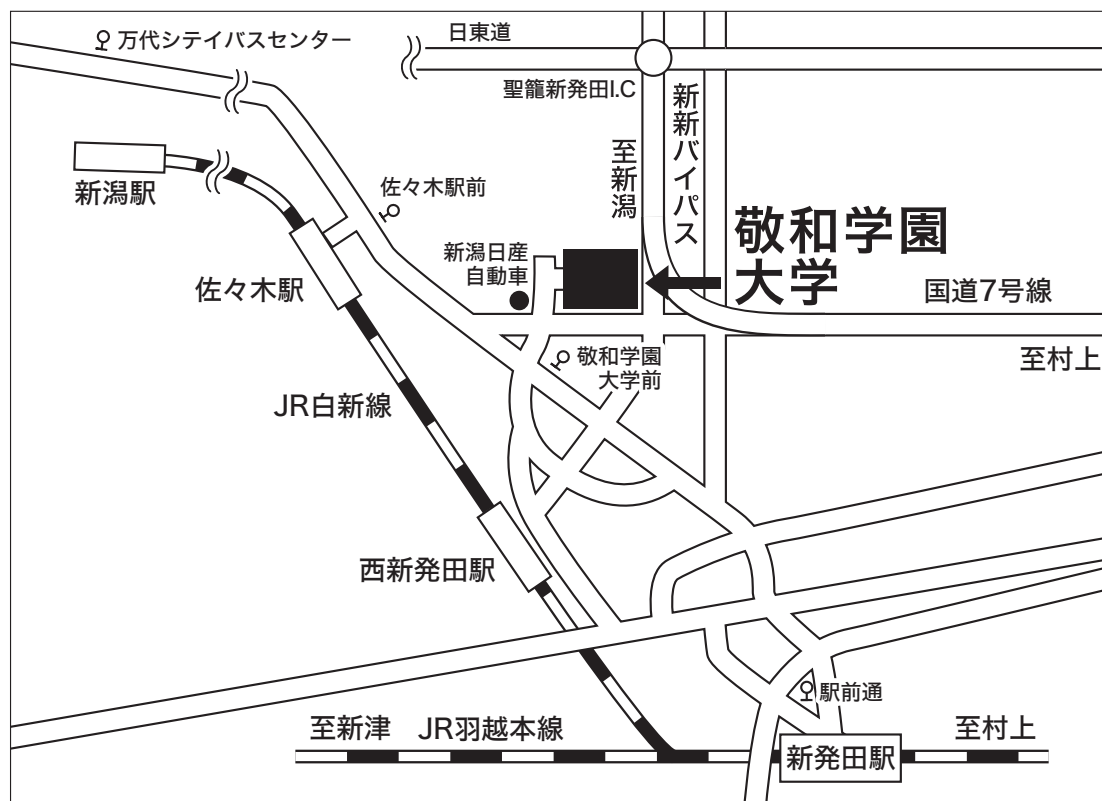 万代シテイバスセンター
日東道
聖籠新発田I.C
新新バイパス
至新潟
新潟駅
佐々木駅前
敬和学園
大学
新潟日産
自動車
佐々木駅
国道7号線
至村上
敬和学園
大学前
JR白新線
西新発田駅
駅前通
至新津
JR羽越本線
至村上
新発田駅